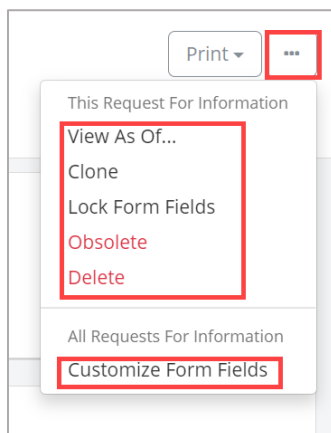 Print
...
This Request For Information
View As Of...
Clone
Lock Form Fields
Obsolete
Delete
All Requests For Information
Customize Form Fields